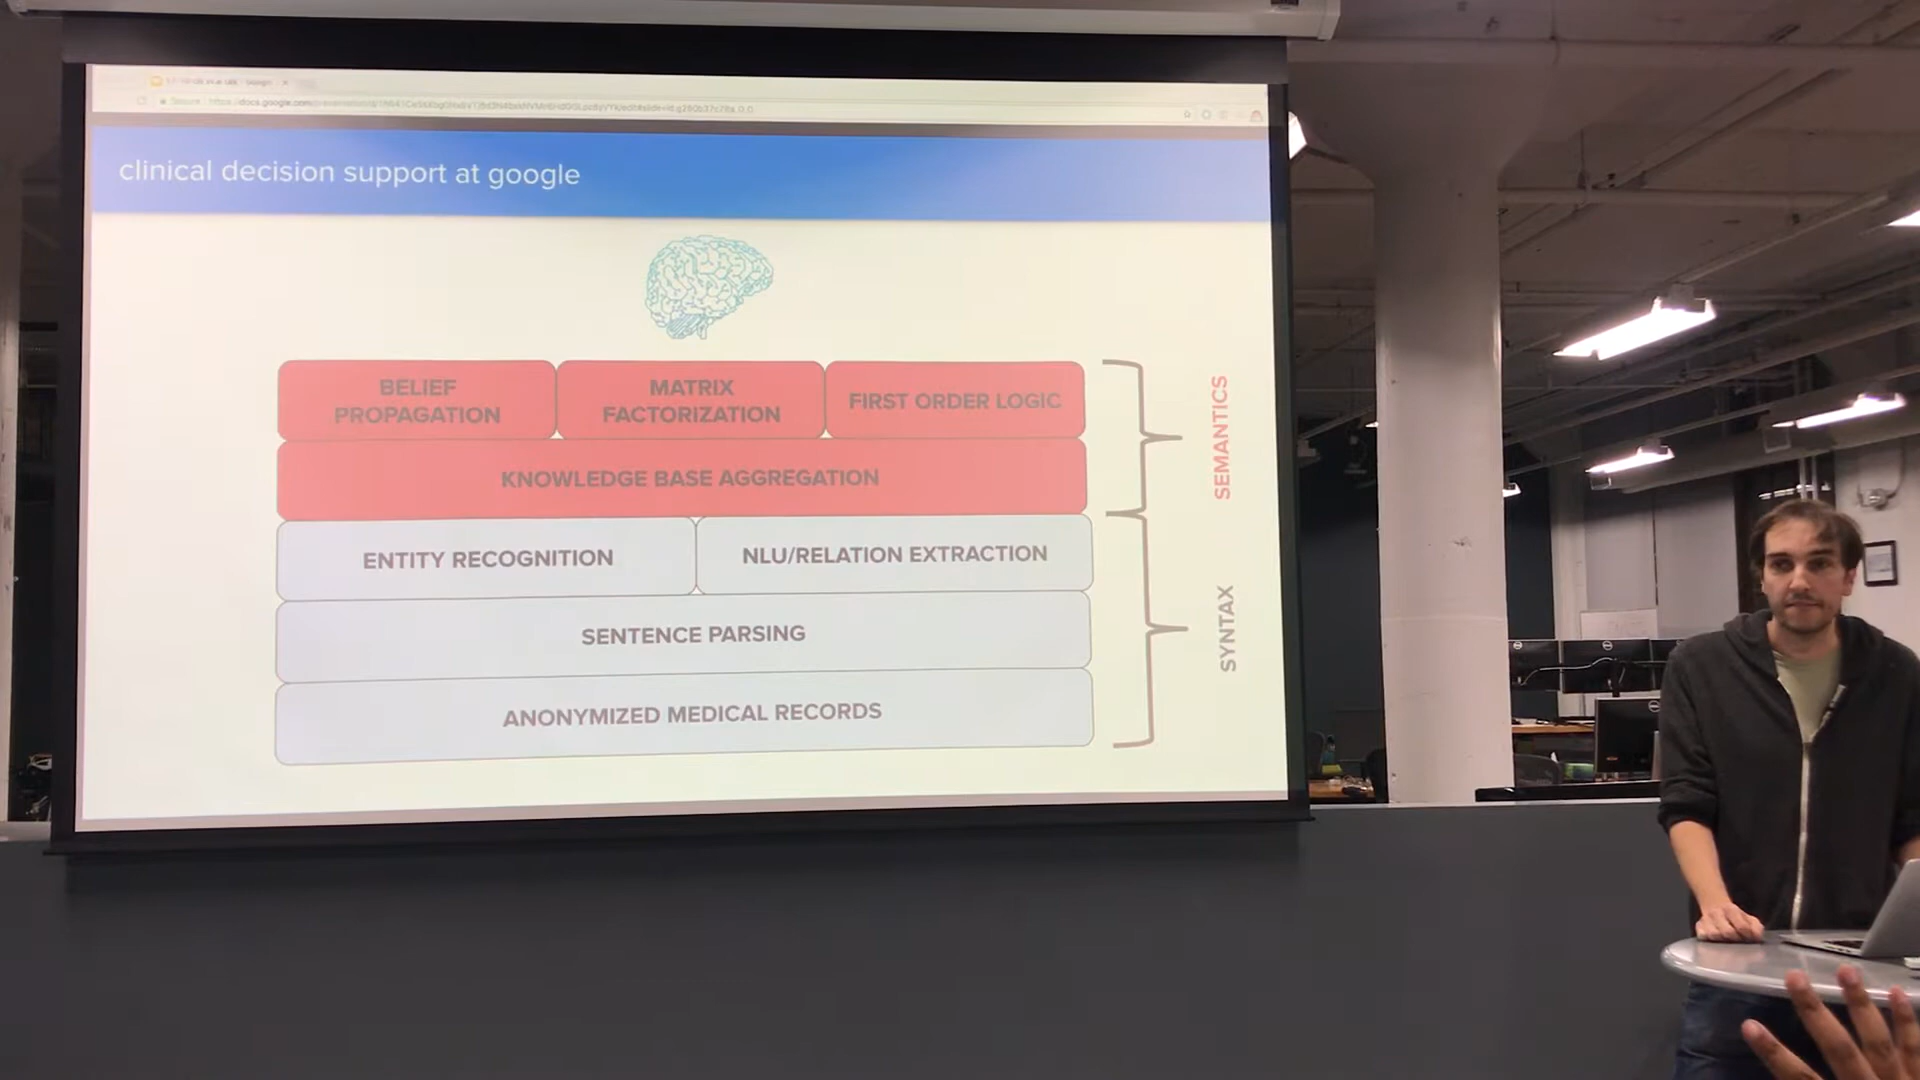 clinical decision support at google
BELIEF
PROPAGATION
MATRIX
FACTORIZATION
FIRST ORDER LOGIC
KNOWLEDGE BASE AGGREGATION
ENTITY RECOGNITION
NLU/RELATION EXTRACTION
SENTENCE PARSING
ANONYMIZED MEDICAL RECORDS
SEMANTICS
SYNTAX